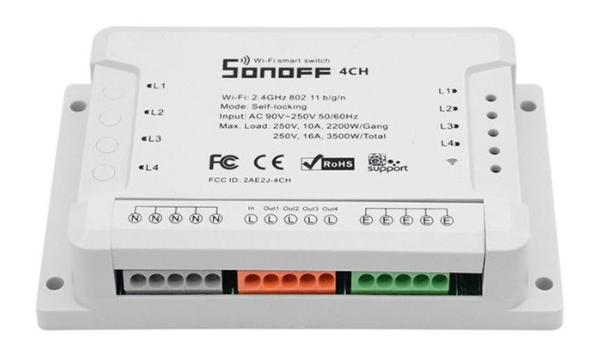 Wi-Fi smart switch
SONOFF 4CH
Wi-Fi: 2.4GHz 802.11 b/g/n
Mode: Self-locking
Input: AC 90V~250V 50/60Hz
Max. Load: 250V, 10A, 2200W/Gang
250V, 16A, 3500W/Total
FC CE RoHS support
FCC ID: 2AE2J-4CH
L1
L2
L3
L4
L1
L2
L3
L4
In Out1 Out2 Out3 Out4
N N N N N L L L L L E E E E E